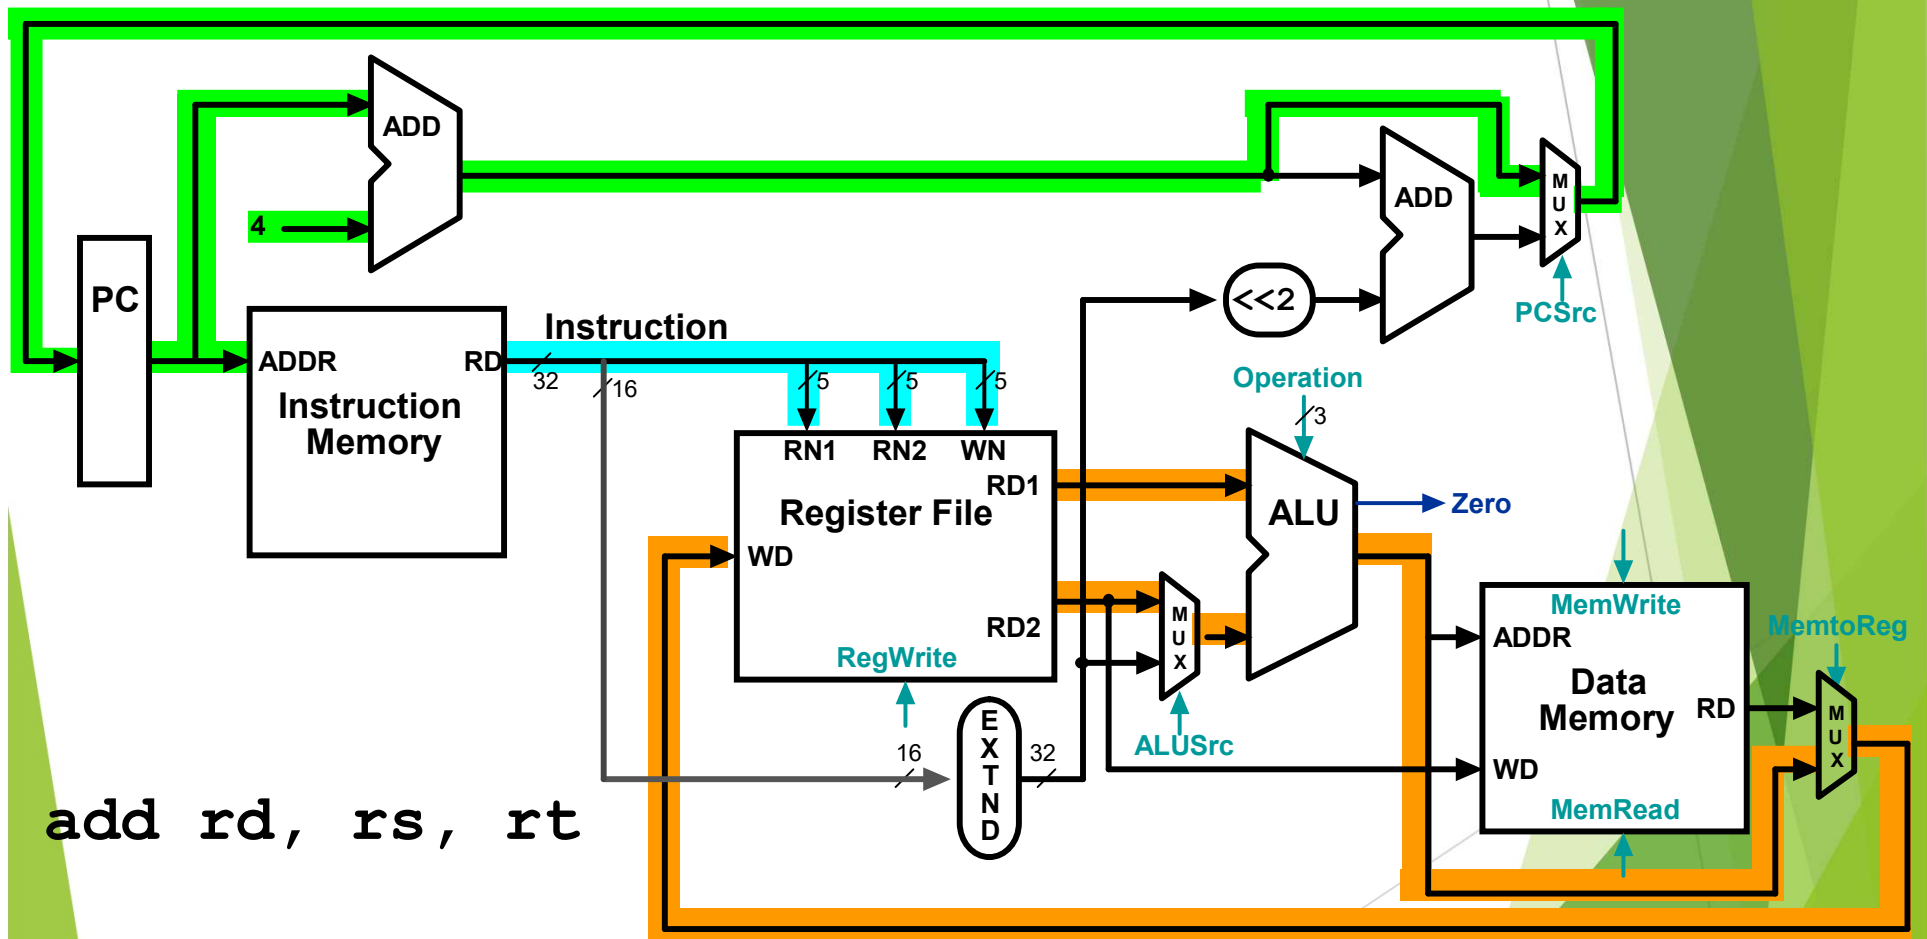 ADD
4
PC
ADD
M
U
X
<<2
PCSrc
Instruction
ADDR
RD
32
16
5
5
5
Instruction
Memory
Operation
3
RN1
RN2
WN
RD1
Register File
ALU
Zero
WD
RD2
RegWrite
M
U
X
ALUSrc
MemWrite
ADDR
Data
Memory
RD
WD
MemRead
MemtoReg
M
U
X
16
E
X
T
N
D
32
add rd, rs, rt